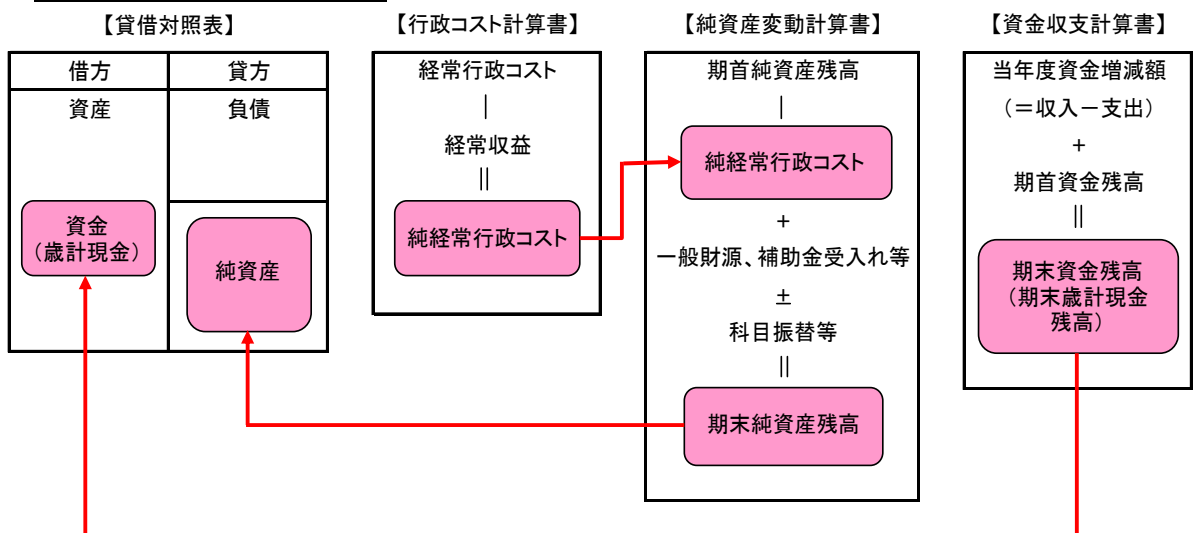 【貸借対照表】
借方
貸方
資産
負債
資金
(歳計現金)
純資産
【行政コスト計算書】
経常行政コスト
|
経常収益
||
純経常行政コスト
【純資産変動計算書】
期首純資産残高
|
純経常行政コスト
+
一般財源、補助金受入れ等
±
科目振替等
||
期末純資産残高
【資金収支計算書】
当年度資金増減額
(=収入-支出)
+
期首資金残高
||
期末資金残高
(期末歳計現金
残高)